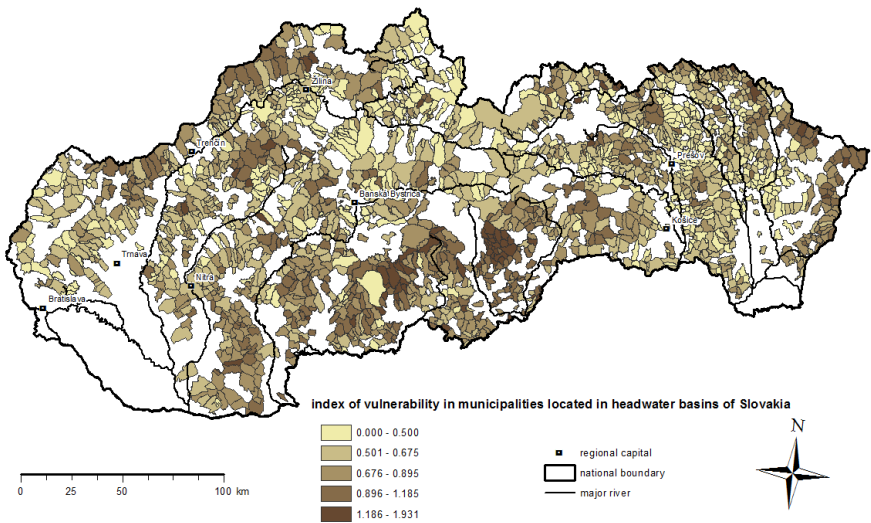 Žilina
Trenčín
Prešov
Banská Bystrica
Košice
Trnava
Nitra
Bratislava
index of vulnerability in municipalities located in headwater basins of Slovakia
0.000 - 0.500
0.501 - 0.675
0.676 - 0.895
0.896 - 1.185
1.186 - 1.931
regional capital
national boundary
major river
N
0 25 50 100 km